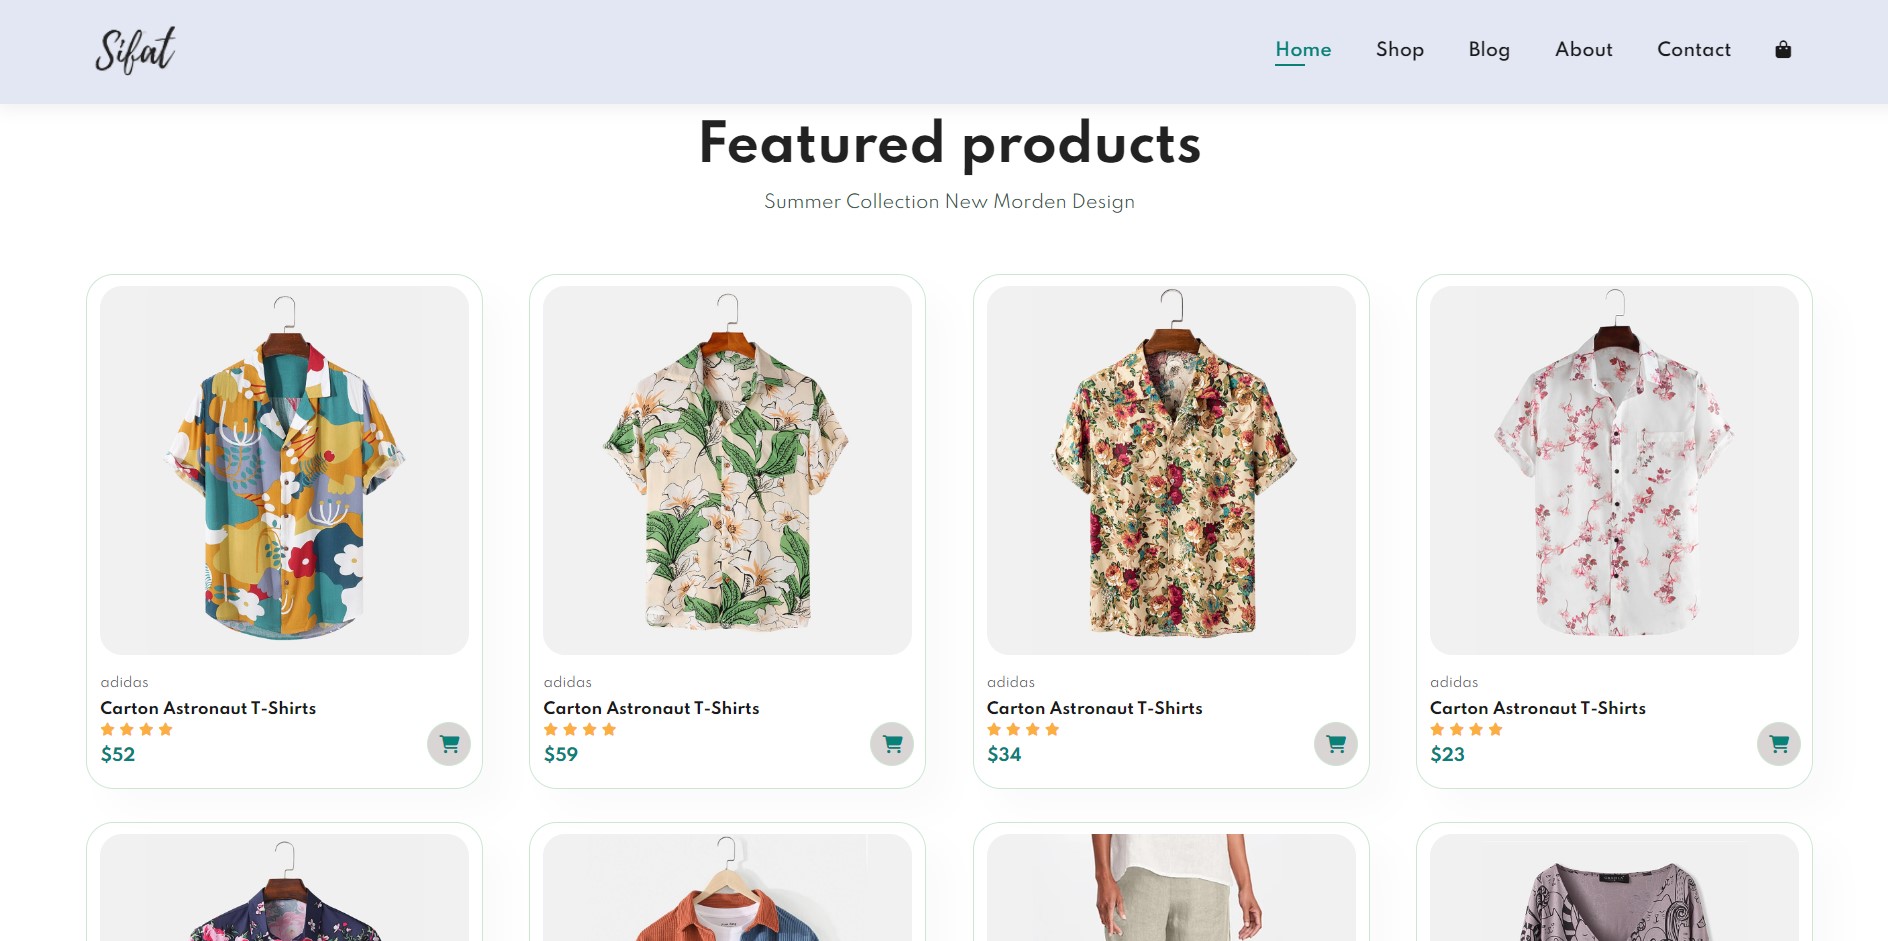 Sifat
Home Shop Blog About Contact
Featured products
Summer Collection New Morden Design
adidas
Carton Astronaut T-Shirts
$52
adidas
Carton Astronaut T-Shirts
$59
adidas
Carton Astronaut T-Shirts
$34
adidas
Carton Astronaut T-Shirts
$23